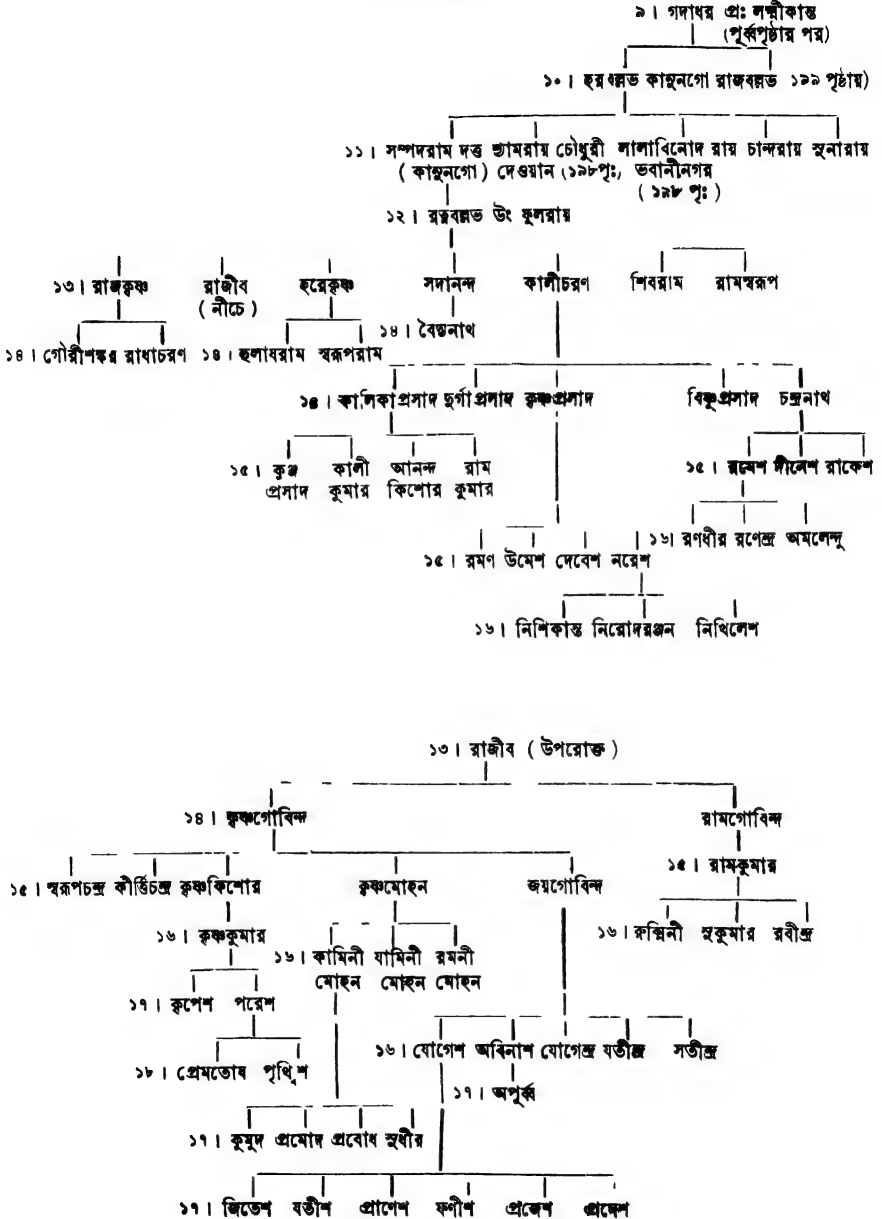 ৯। গদাধর প্রঃ লক্ষ্মীকান্ত
(পূর্ব্বপৃষ্ঠার পর)
১০। হরবল্লভ কানুনগো রাজবল্লভ ১৯৯ পৃষ্ঠায়)
১১। সম্পদরাম দত্ত শ্যামরায় চৌধুরী লালাবিনোদ রায় চান্দরায় সুনারায়
(কানুনগো) দেওয়ান (১৯৮পৃঃ, ভবানীনগর
(১৯৮ পৃঃ)
১২। রত্নবল্লভ উং ফুলরায়
১৩। রাজকৃষ্ণ রাজীব হরেকৃষ্ণ সদানন্দ কালীচরণ শিবরাম রামস্বরূপ
(নীচে)
১৪। বৈদ্যনাথ
১৪। গৌরীশঙ্কর রাধাচরণ ১৪। হুলাষরাম স্বরূপরাম
১৪। কালিকাপ্রসাদ দুর্গাপ্রসাদ কৃষ্ণপ্রসাদ বিষ্ণুপ্রসাদ চন্দ্রনাথ
১৫। কুঞ্জ কালী আনন্দ রাম ১৫। রমেশ দীনেশ রাকেশ
প্রসাদ কুমার কিশোর কুমার
১৬। রণধীর রণেন্দ্র অমলেন্দু
১৫। রমণ উমেশ দেবেশ নরেশ
১৬। নিশিকান্ত নিরোদরঞ্জন নিখিলেশ
১৩। রাজীব (উপরোক্ত)
১৪। কৃষ্ণগোবিন্দ রামগোবিন্দ
১৫। রামকুমার
১৫। স্বরূপচন্দ্র কীর্ত্তিচন্দ্র কৃষ্ণকিশোর কৃষ্ণমোহন জয়গোবিন্দ
১৬। কৃষ্ণকুমার ১৬। রুক্মিনী সুকুমার রবীন্দ্র
১৬। কামিনী যামিনী রমনী
মোহন মোহন মোহন
১৭। কৃপেশ পরেশ
১৬। যোগেশ অবিনাশ যোগেন্দ্র যতীন্দ্র সতীন্দ্র
১৮। প্রেমতোষ পৃথ্বিশ
১৭। অপূর্ব্ব
১৭। কুমুদ প্রমোদ প্রবোধ সুধীর
১৭। জিতেশ যতীশ প্রাণেশ ফণীশ প্রজেশ প্রমেশ